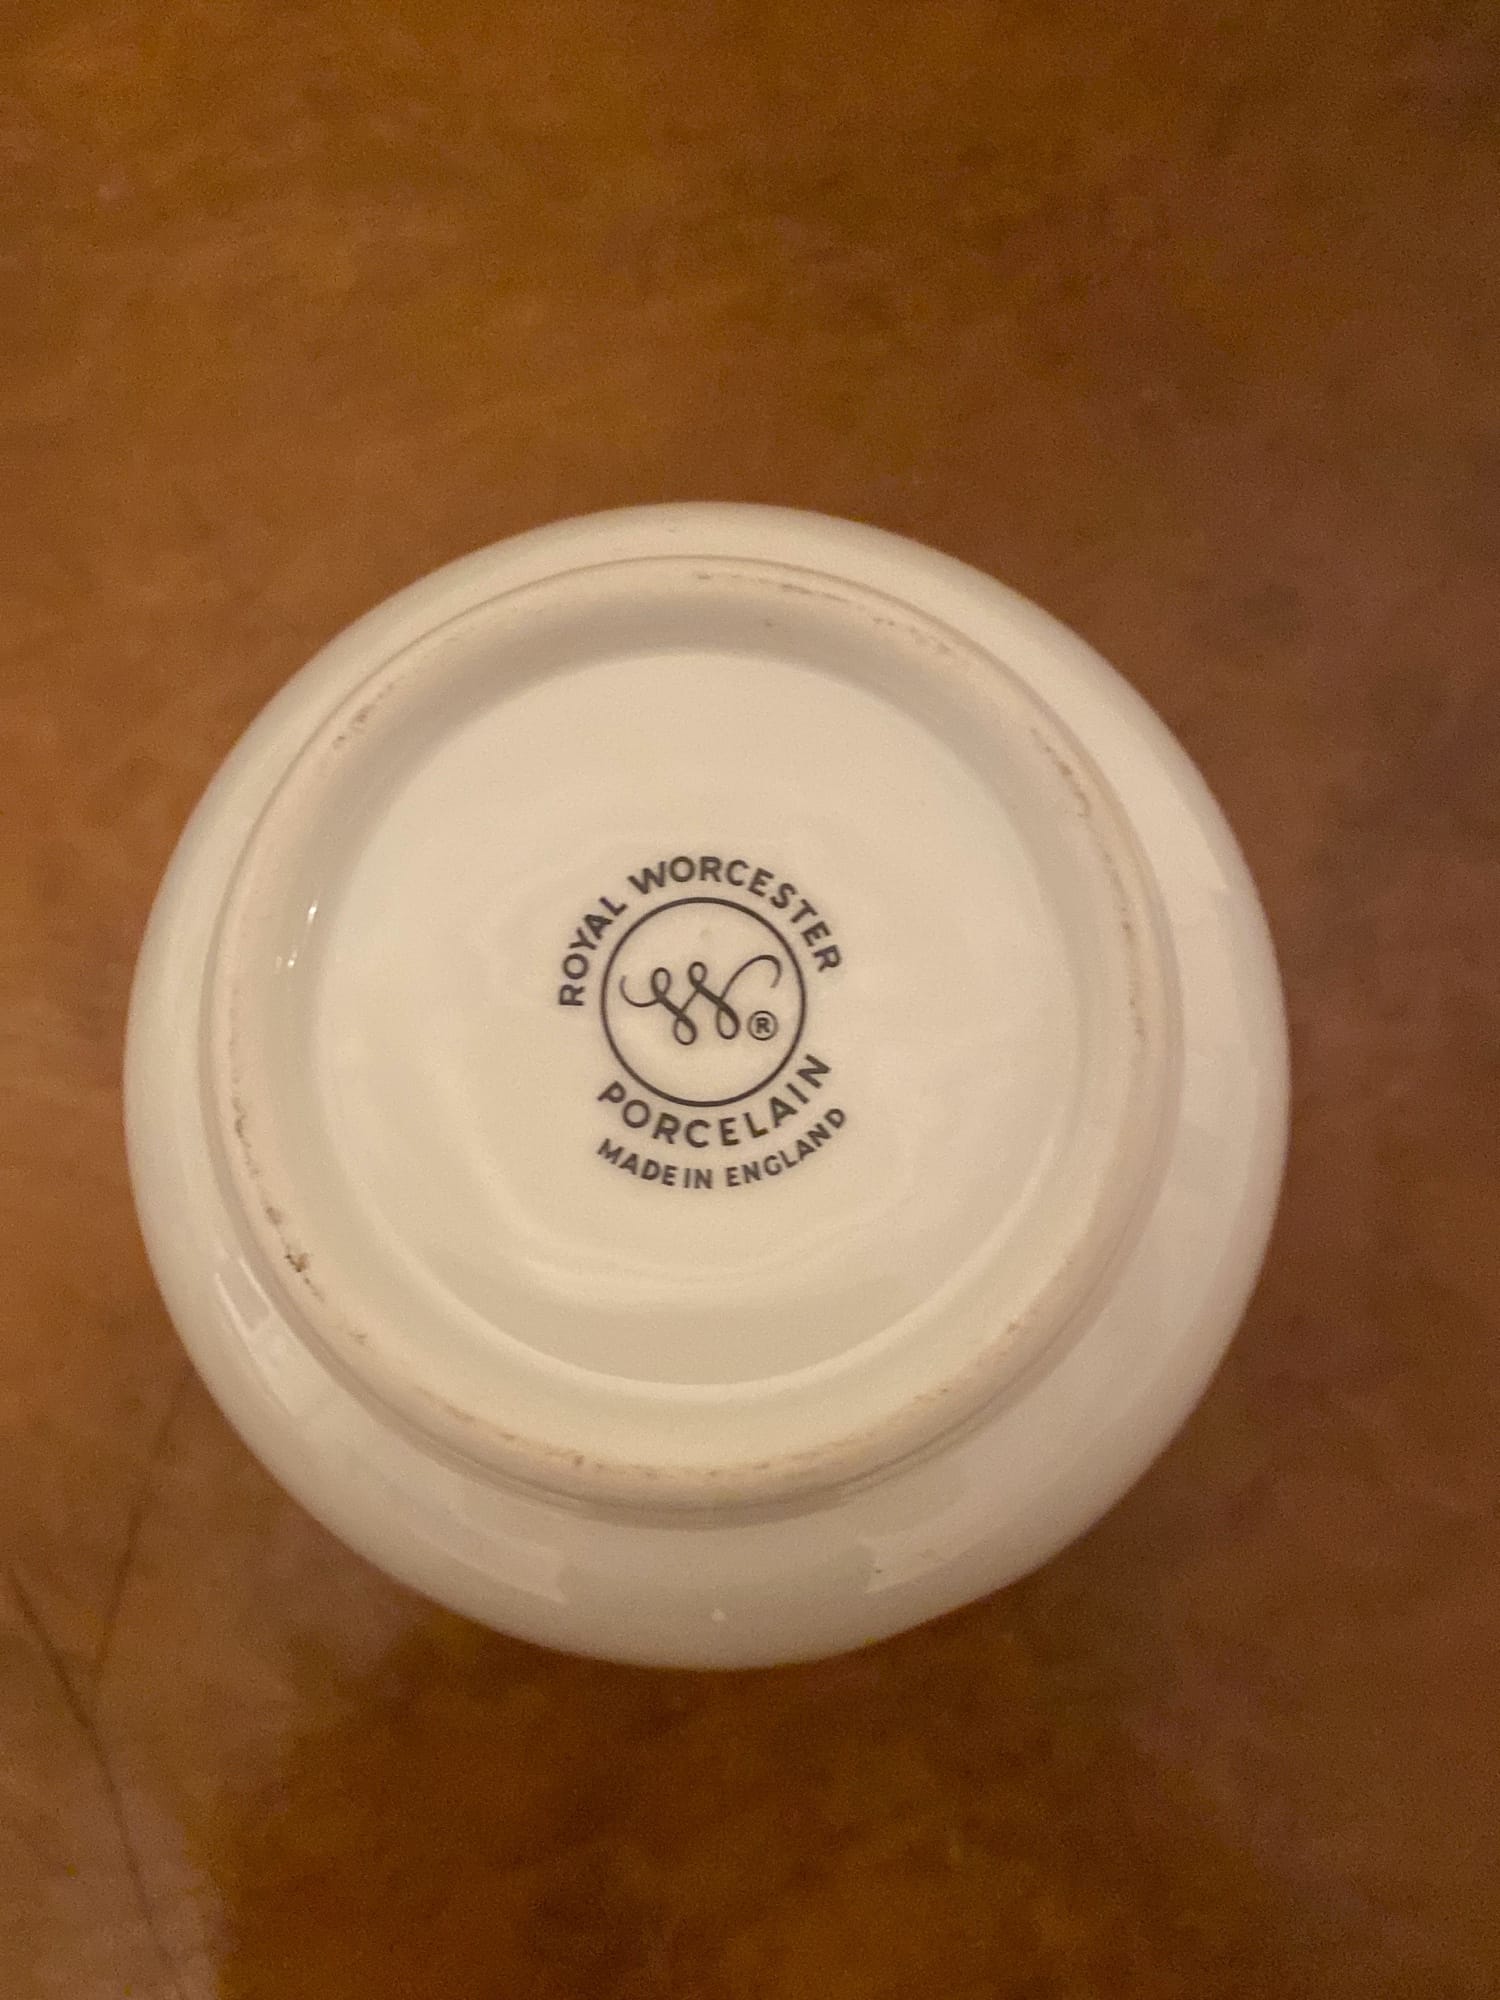 ROYAL WORCESTER
W®
PORCELAIN
MADE IN ENGLAND